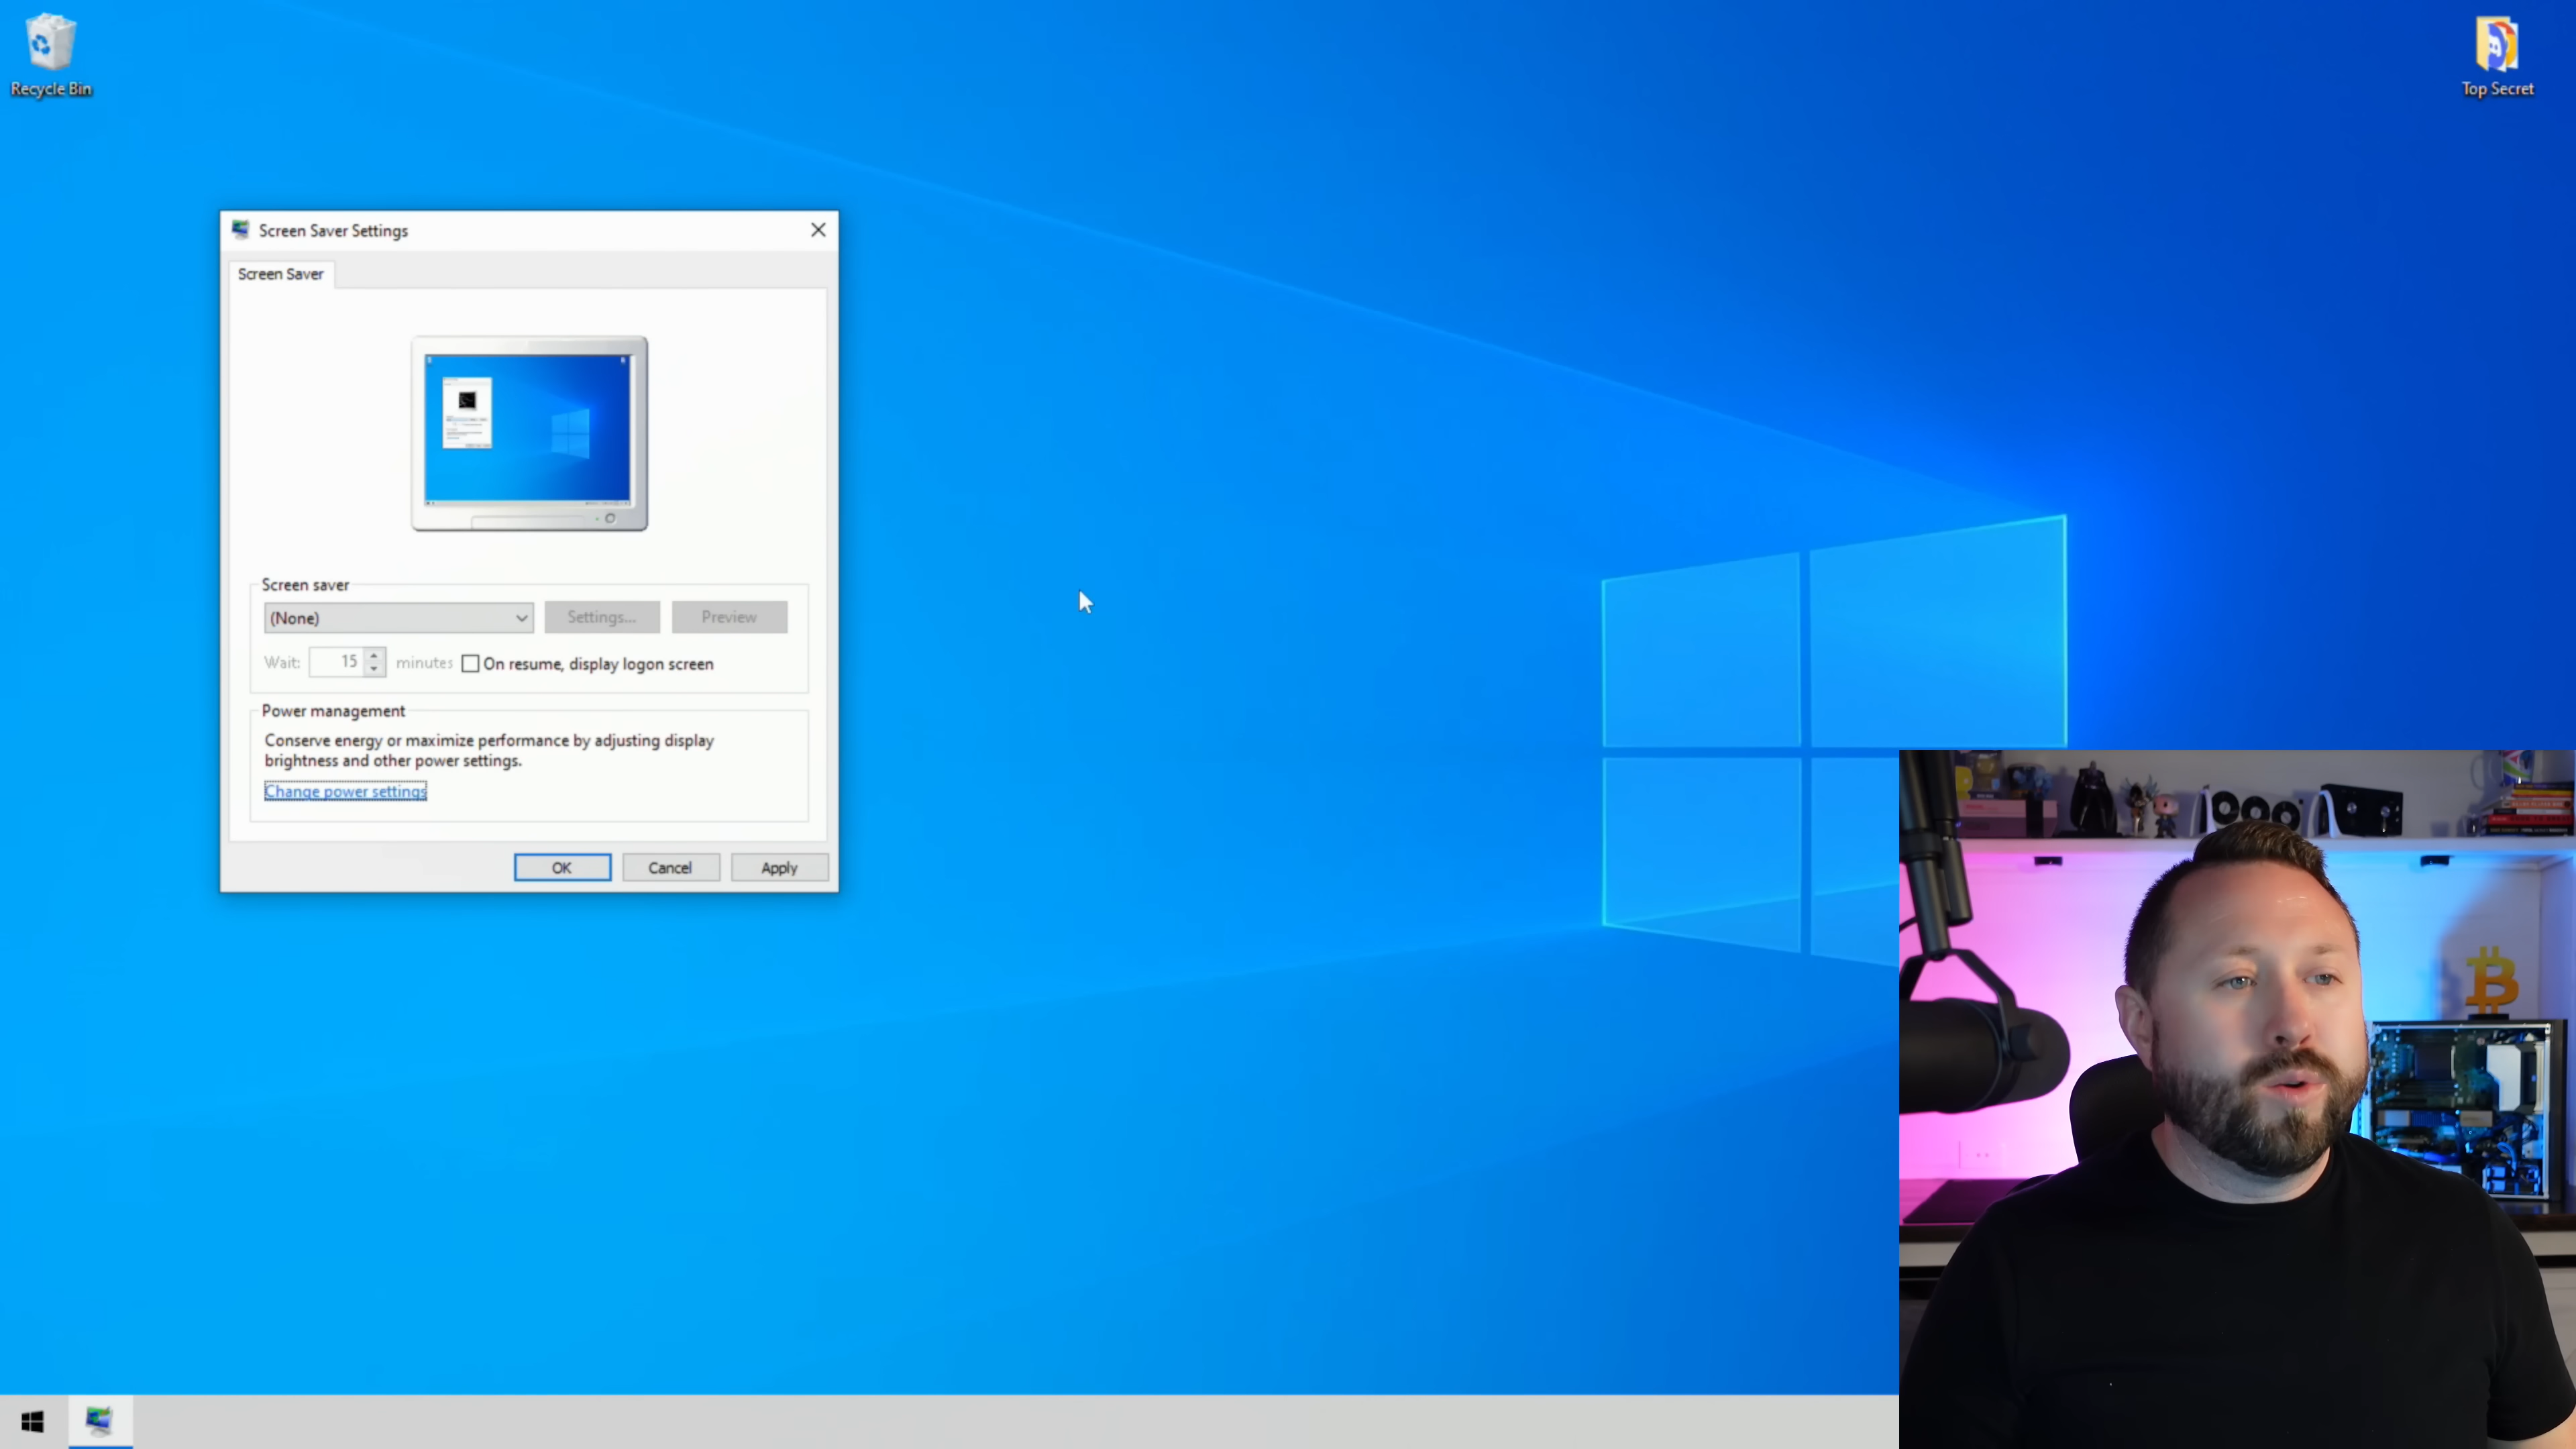 Recycle Bin
Top Secret
Screen Saver Settings
Screen Saver
Screen saver
(None)
Settings...
Preview
Wait: 15 minutes
On resume, display logon screen
Power management
Conserve energy or maximize performance by adjusting display
brightness and other power settings.
Change power settings
OK
Cancel
Apply